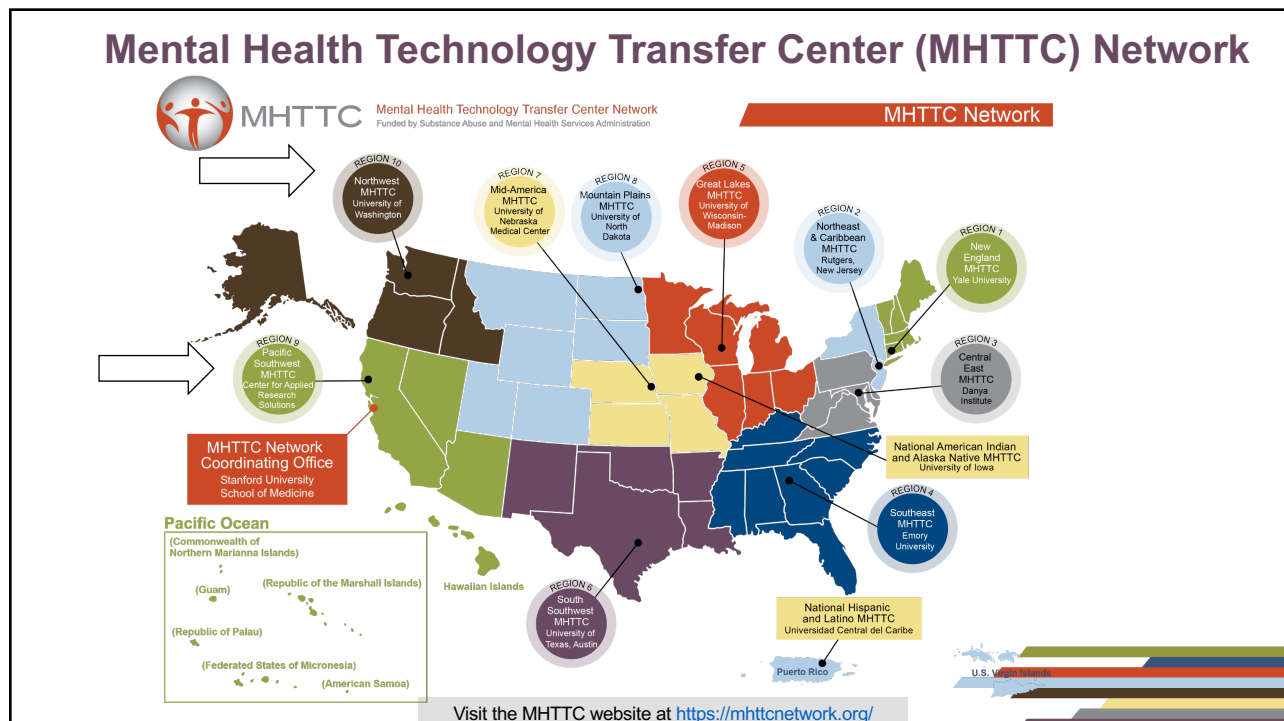 Mental Health Technology Transfer Center (MHTTC) Network
MHTTC
Mental Health Technology Transfer Center Network
Funded by Substance Abuse and Mental Health Services Administration
MHTTC Network
REGION 10
Northwest
MHTTC
University of
Washington
REGION 7
Mid-America
MHTTC
University of
Nebraska
Medical Center
REGION 8
Mountain Plains
MHTTC
University of
North
Dakota
REGION 5
Great Lakes
MHTTC
University of
Wisconsin-
Madison
REGION 2
Northeast
& Caribbean
MHTTC
Rutgers,
New Jersey
REGION 1
New
England
MHTTC
Yale University
REGION 9
Pacific
Southwest
MHTTC
Center for Applied
Research
Solutions
REGION 3
Central
East
MHTTC
Danya
Institute
MHTTC Network
Coordinating Office
Stanford University
School of Medicine
National American Indian
and Alaska Native MHTTC
University of Iowa
REGION 4
Southeast
MHTTC
Emory
University
Pacific Ocean
(Commonwealth of
Northern Marianna Islands)
(Guam)
(Republic of the Marshall Islands)
(Republic of Palau)
(Federated States of Micronesia)
(American Samoa)
Hawaiian Islands
REGION 6
South
Southwest
MHTTC
University of
Texas, Austin
National Hispanic
and Latino MHTTC
Universidad Central del Caribe
Puerto Rico
U.S. Virgin Islands
Visit the MHTTC website at https://mhttcnetwork.org/